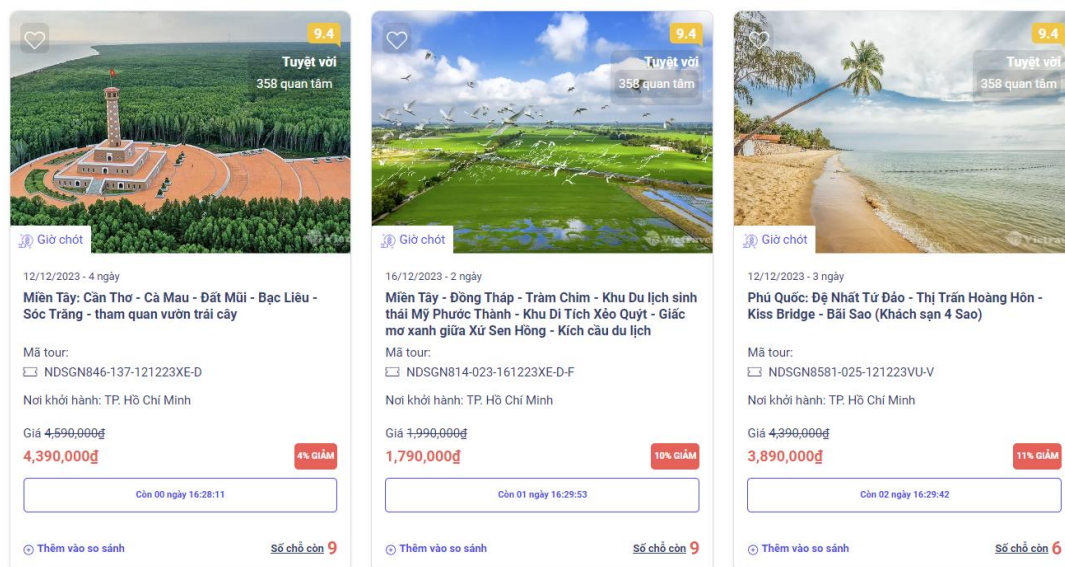 9.4
Tuyệt vời
358 quan tâm
Giờ chót
12/12/2023 - 4 ngày
Miền Tây: Cần Thơ - Cà Mau - Đất Mũi - Bạc Liêu -
Sóc Trăng - tham quan vườn trái cây
Mã tour:
NDSGN846-137-121223XE-D
Nơi khởi hành: TP. Hồ Chí Minh
Giá 4,590,000₫
4,390,000₫
4% GIẢM
Còn 00 ngày 16:28:11
Thêm vào so sánh
Số chỗ còn 9
9.4
Tuyệt vời
358 quan tâm
Giờ chót
16/12/2023 - 2 ngày
Miền Tây - Đồng Tháp - Tràm Chim - Khu Du lịch sinh
thái Mỹ Phước Thành - Khu Di Tích Xẻo Quýt - Giấc
mơ xanh giữa Xứ Sen Hồng - Kích cầu du lịch
Mã tour:
NDSGN814-023-161223XE-D-F
Nơi khởi hành: TP. Hồ Chí Minh
Giá 1,990,000₫
1,790,000₫
10% GIẢM
Còn 01 ngày 16:29:53
Thêm vào so sánh
Số chỗ còn 9
9.4
Tuyệt vời
358 quan tâm
Giờ chót
12/12/2023 - 3 ngày
Phú Quốc: Đệ Nhất Tứ Đảo - Thị Trấn Hoàng Hôn -
Kiss Bridge - Bãi Sao (Khách sạn 4 Sao)
Mã tour:
NDSGN8581-025-121223VU-V
Nơi khởi hành: TP. Hồ Chí Minh
Giá 4,390,000₫
3,890,000₫
11% GIẢM
Còn 02 ngày 16:29:42
Thêm vào so sánh
Số chỗ còn 6